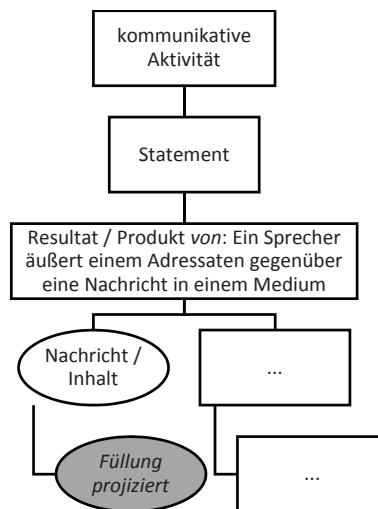 kommunikative
Aktivität
Statement
Resultat / Produkt von: Ein Sprecher
äußert einem Adressaten gegenüber
eine Nachricht in einem Medium
Nachricht /
Inhalt
...
Füllung
projiziert
...